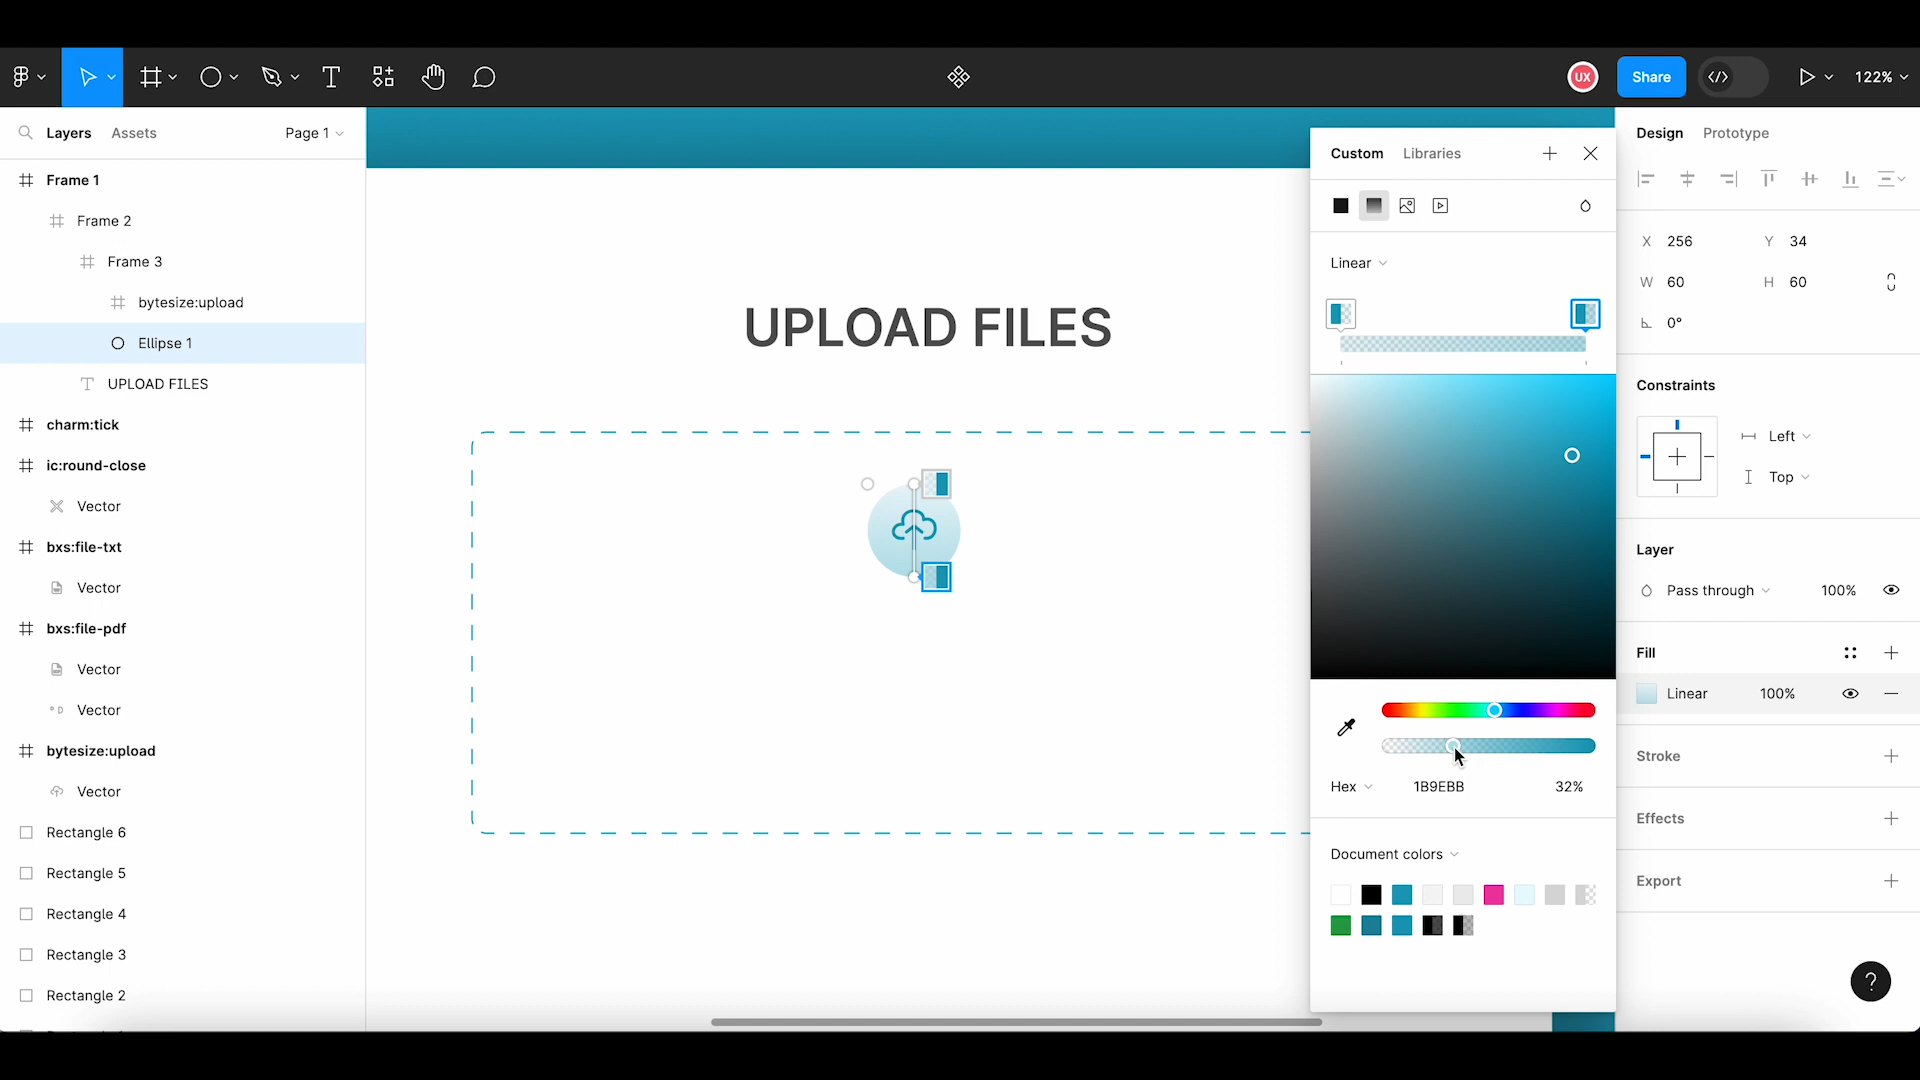 UX
Share
122%
Layers
Assets
Page 1
Frame 1
Frame 2
Frame 3
bytesize:upload
Ellipse 1
UPLOAD FILES
charm:tick
ic:round-close
Vector
bxs:file-txt
Vector
bxs:file-pdf
Vector
Vector
bytesize:upload
Vector
Rectangle 6
Rectangle 5
Rectangle 4
Rectangle 3
Rectangle 2
UPLOAD FILES
Custom
Libraries
Linear
Hex
1B9EBB
32%
Document colors
Design
Prototype
X 256
Y 34
W 60
H 60
0°
Constraints
Left
Top
Layer
Pass through
100%
Fill
Linear
100%
Stroke
Effects
Export
?